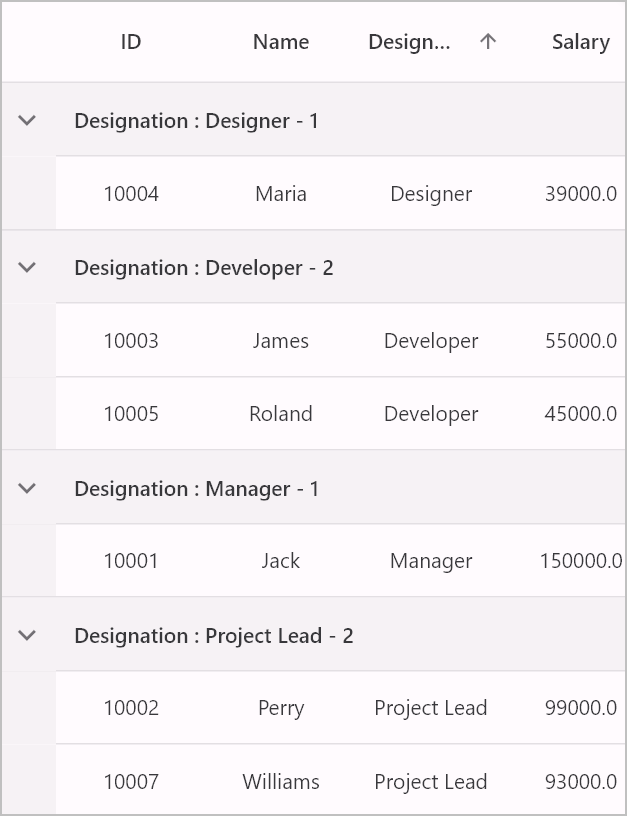 ID Name Design... Salary
Designation : Designer - 1
10004 Maria Designer 39000.0
Designation : Developer - 2
10003 James Developer 55000.0
10005 Roland Developer 45000.0
Designation : Manager - 1
10001 Jack Manager 150000.0
Designation : Project Lead - 2
10002 Perry Project Lead 99000.0
10007 Williams Project Lead 93000.0